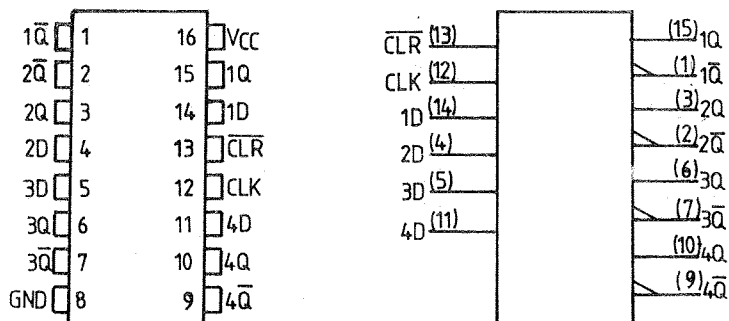 1Q̅ 1 16 VCC
2Q̅ 2 15 1Q
2Q 3 14 1D
2D 4 13 C̅L̅R̅
3D 5 12 CLK
3Q 6 11 4D
3Q̅ 7 10 4Q
GND 8 9 4Q̅
C̅L̅R̅ (13)
CLK (12)
1D (14)
2D (4)
3D (5)
4D (11)
(15) 1Q
(1) 1Q̅
(3) 2Q
(2) 2Q̅
(6) 3Q
(7) 3Q̅
(10) 4Q
(9) 4Q̅